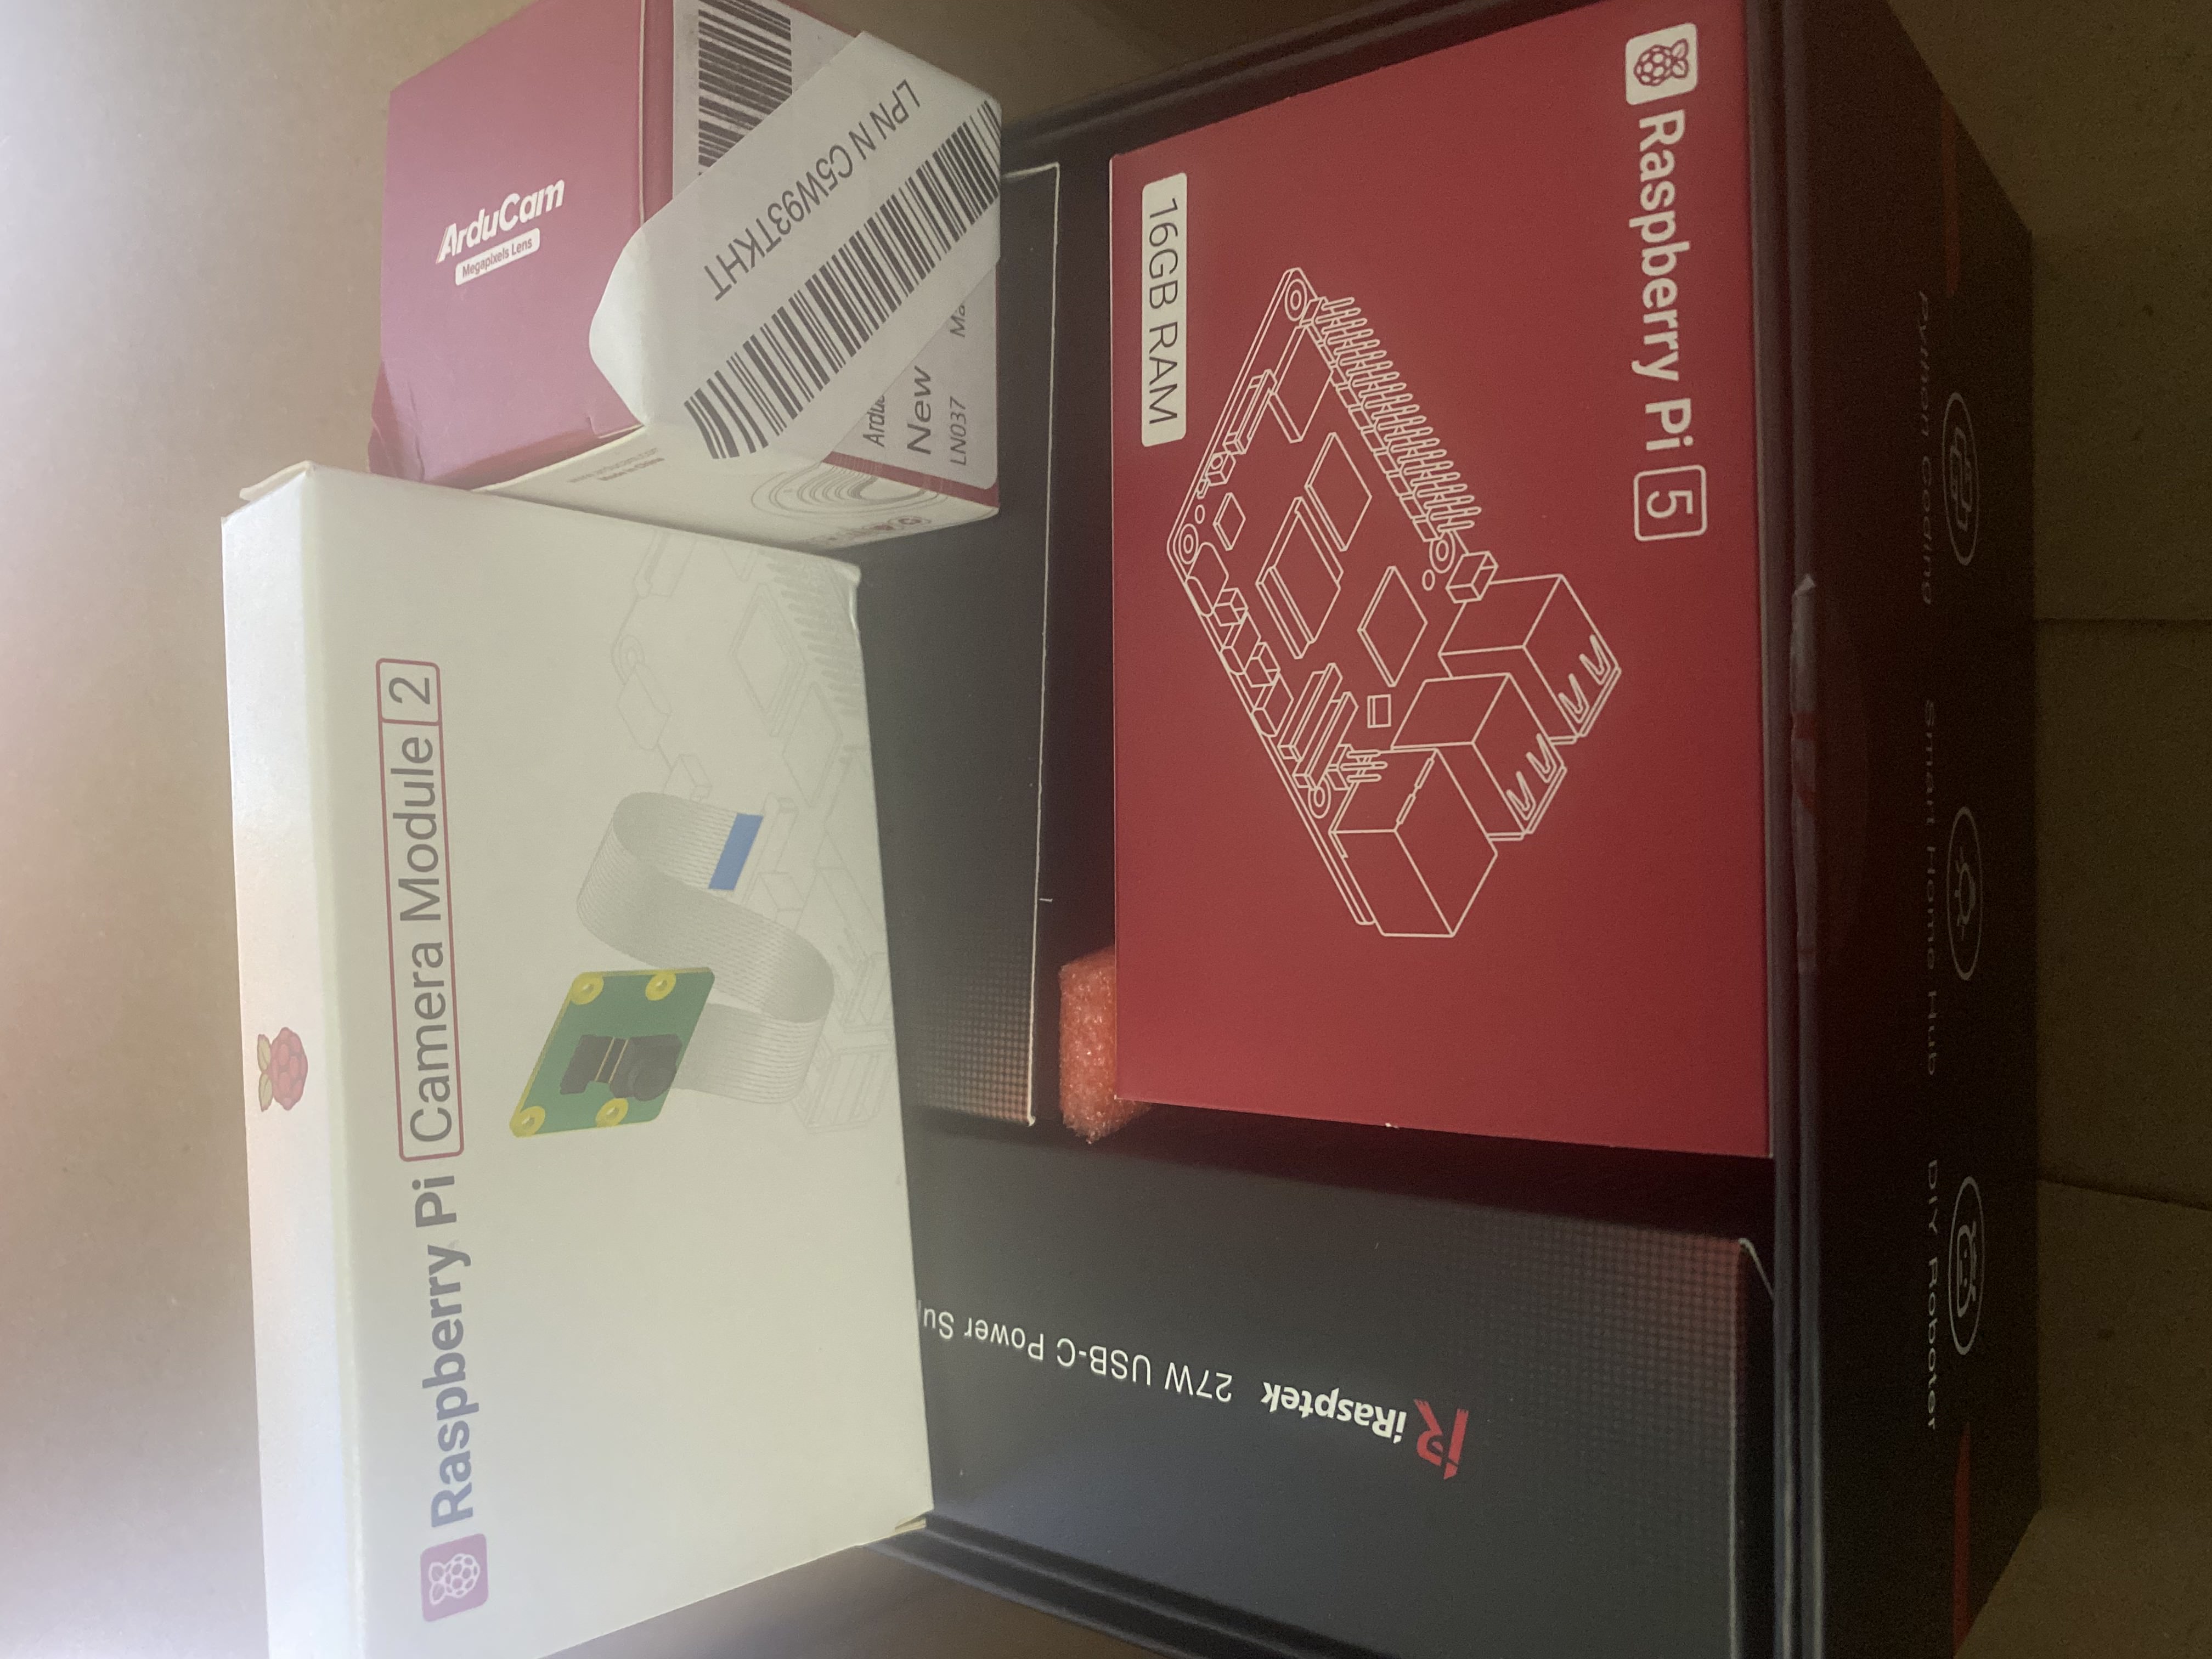 Raspberry Pi Camera Module 2
ArduCam
Megapixels Lens
LPN N C5W93TKHT
New
LN037
iRasptek 27W USB-C Power
16GB RAM
Raspberry Pi 5
DIY Roboter
Smart Home Hub
Python Coding